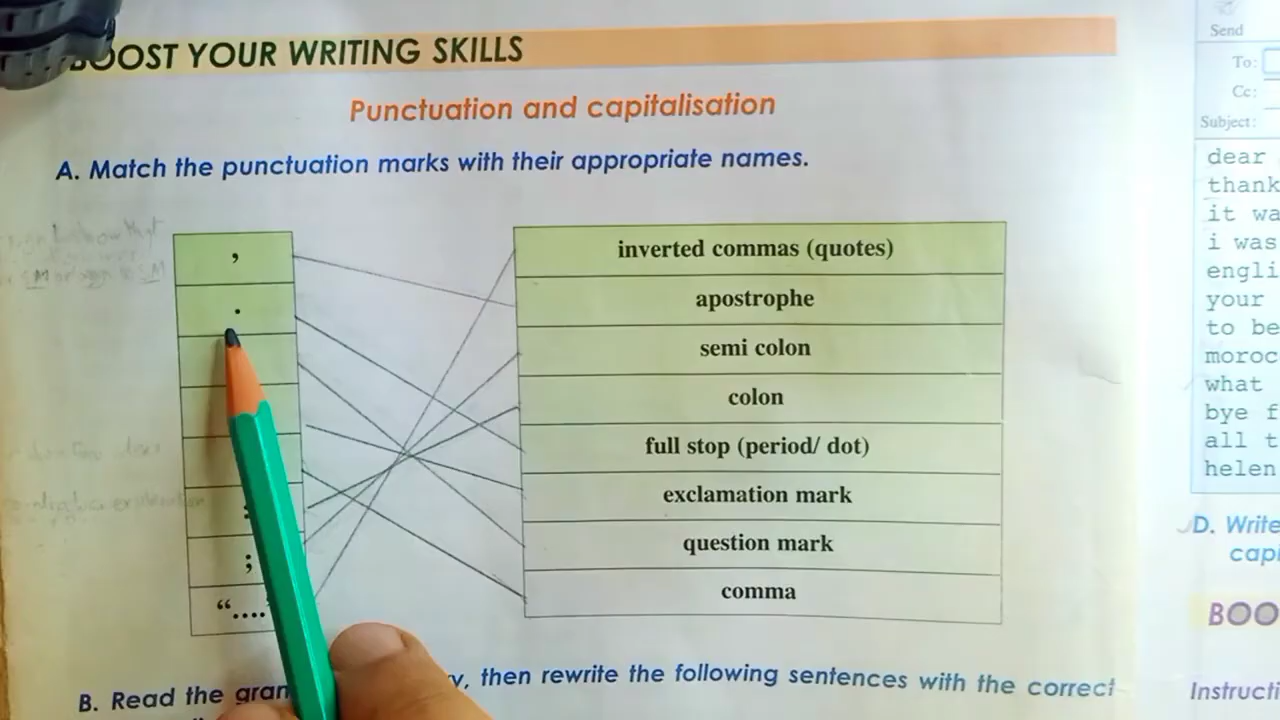 BOOST YOUR WRITING SKILLS
Punctuation and capitalisation
A. Match the punctuation marks with their appropriate names.
,
.
:
;
“....
inverted commas (quotes)
apostrophe
semi colon
colon
full stop (period/ dot)
exclamation mark
question mark
comma
B. Read the gran
y, then rewrite the following sentences with the correct
Send
To:
Cc:
Subject:
dear
thank
it wa
i was
engli
your
to be
moroc
what
bye f
all t
helen
D. Write
capi
BOO
Instructi